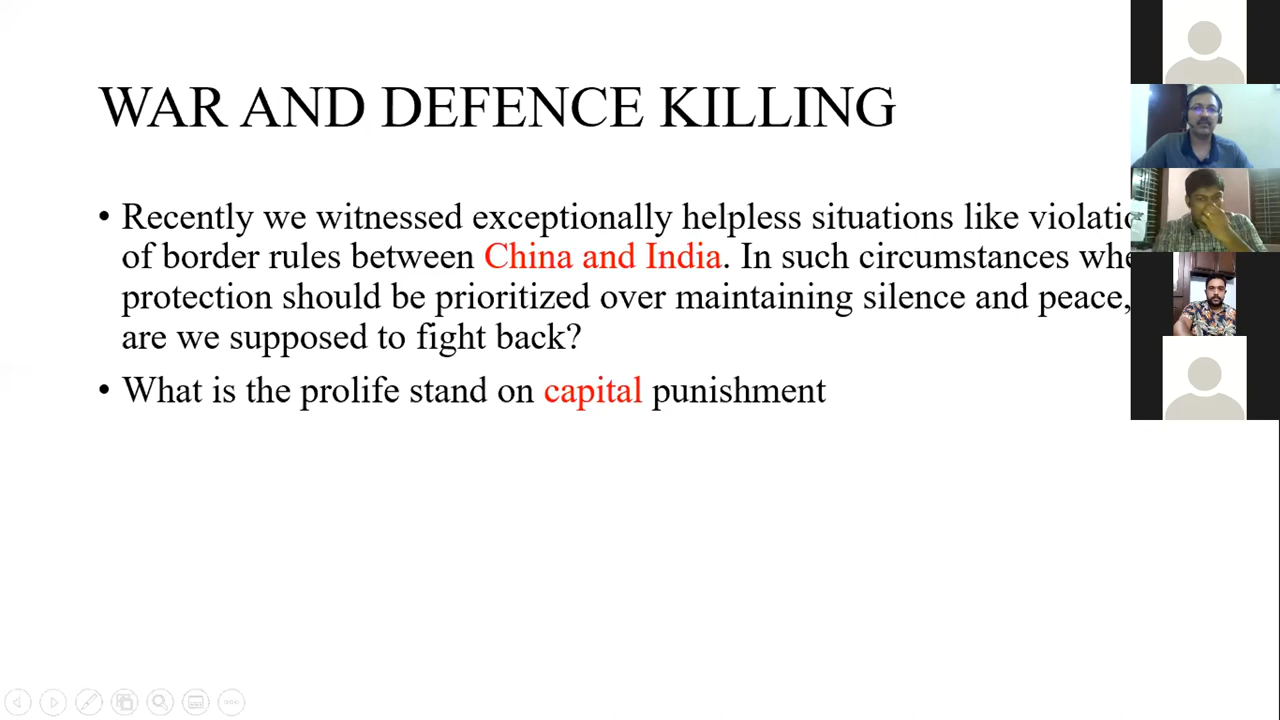 WAR AND DEFENCE KILLING
• Recently we witnessed exceptionally helpless situations like
of border rules between China and India. In such circumstances
protection should be prioritized over maintaining silence and peace,
are we supposed to fight back?
• What is the prolife stand on capital punishment